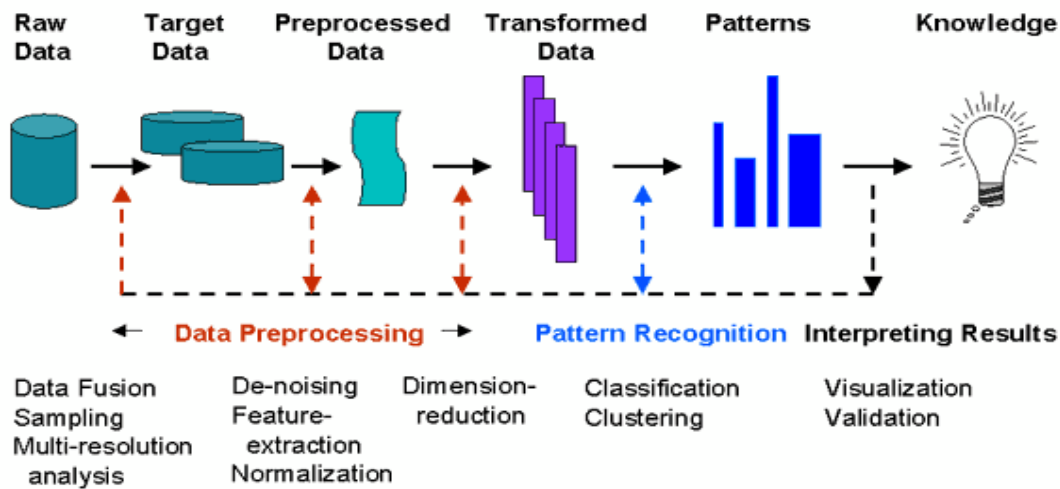 Raw Data
Target Data
Preprocessed Data
Transformed Data
Patterns
Knowledge
Data Preprocessing
Pattern Recognition
Interpreting Results
Data Fusion
Sampling
Multi-resolution
analysis
De-noising
Feature-
extraction
Normalization
Dimension-
reduction
Classification
Clustering
Visualization
Validation